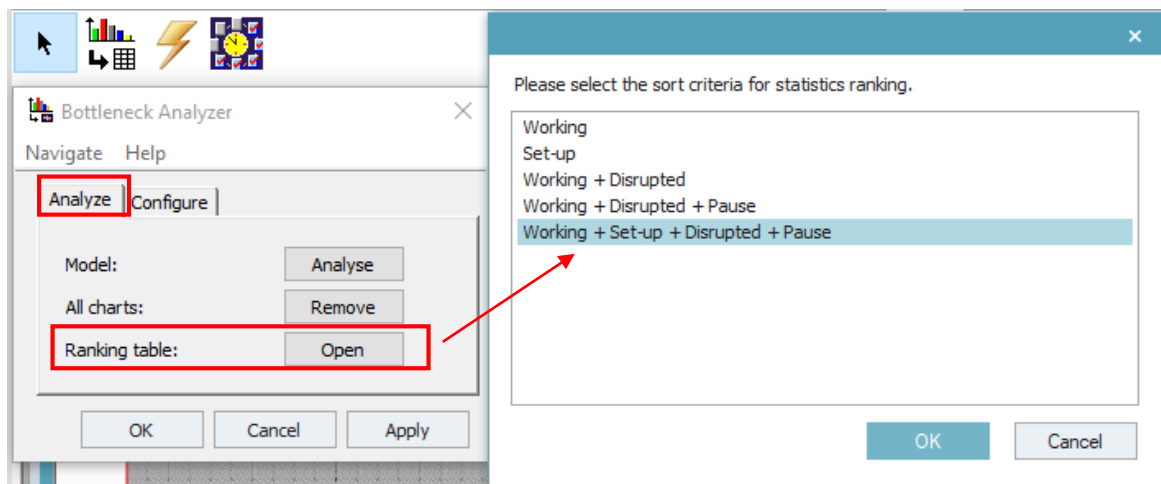 Bottleneck Analyzer
Navigate Help
Analyze Configure
Model: Analyse
All charts: Remove
Ranking table: Open
OK Cancel Apply
Please select the sort criteria for statistics ranking.
Working
Set-up
Working + Disrupted
Working + Disrupted + Pause
Working + Set-up + Disrupted + Pause
OK Cancel